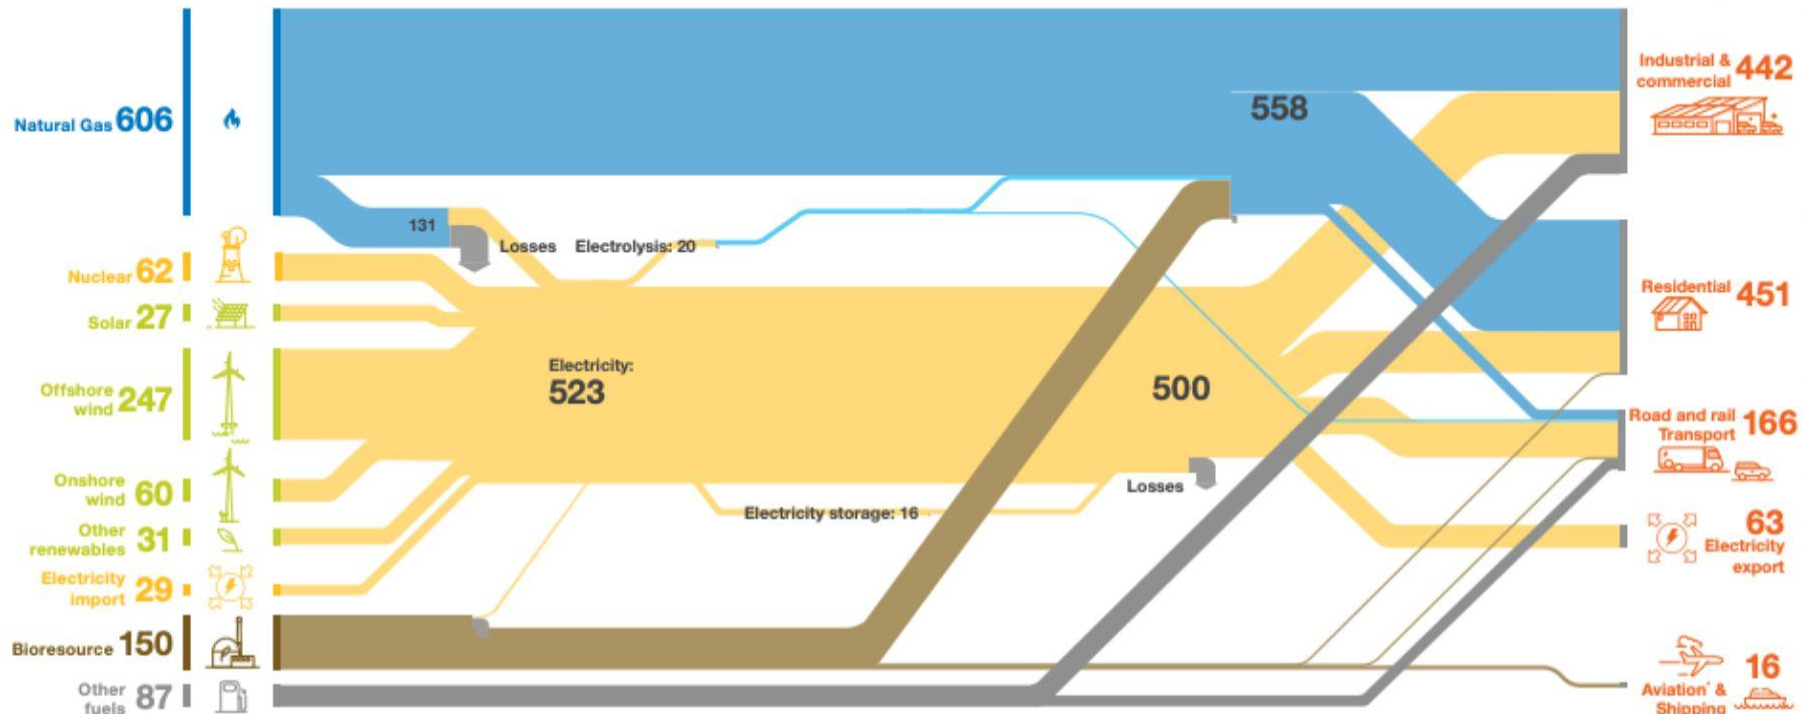 Natural Gas 606
Nuclear 62
Solar 27
Offshore
wind 247
Onshore
wind 60
Other
renewables 31
Electricity
import 29
Bioresource 150
Other
fuels 87
131
Losses
Electrolysis: 20
Electricity:
523
Electricity storage: 16
558
500
Losses
Industrial &
commercial 442
Residential 451
Road and rail
Transport 166
63
Electricity
export
16
Aviation* &
Shipping